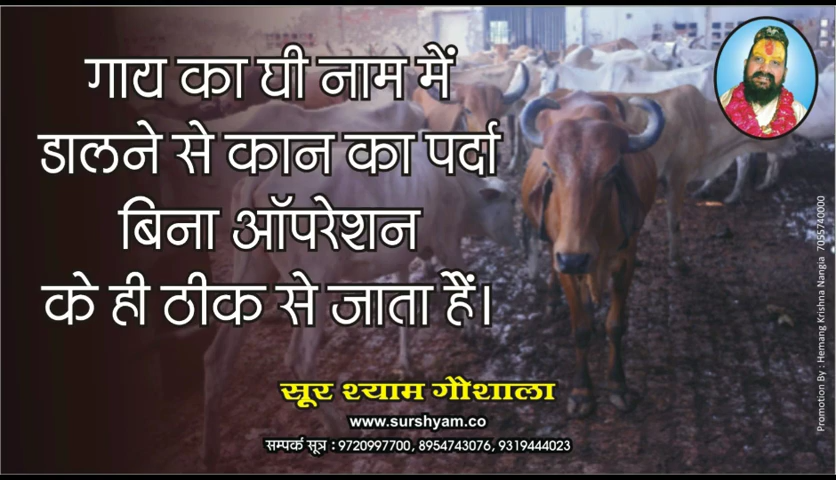 गाय का घी नाम में
डालने से कान का पर्दा
बिना ऑपरेशन
के ही ठीक से जाता हैं।
सूर श्याम गौशाला
www.surshyam.co
सम्पर्क सूत्र : 9720997700, 8954743076, 9319444023
Promotion By : Hemang Krishna Nangia 7055740000